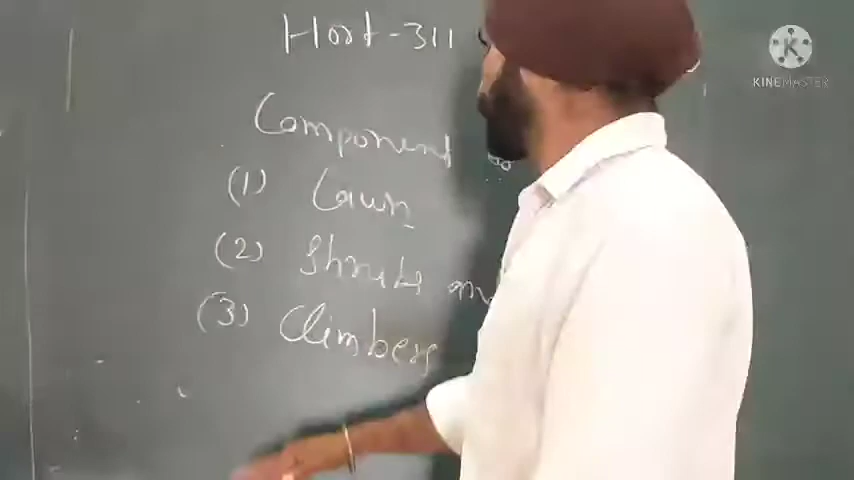 Hort-311
Component
(1) Lawn
(2) Shrubs
(3) Climbers
K
KINEMASTER